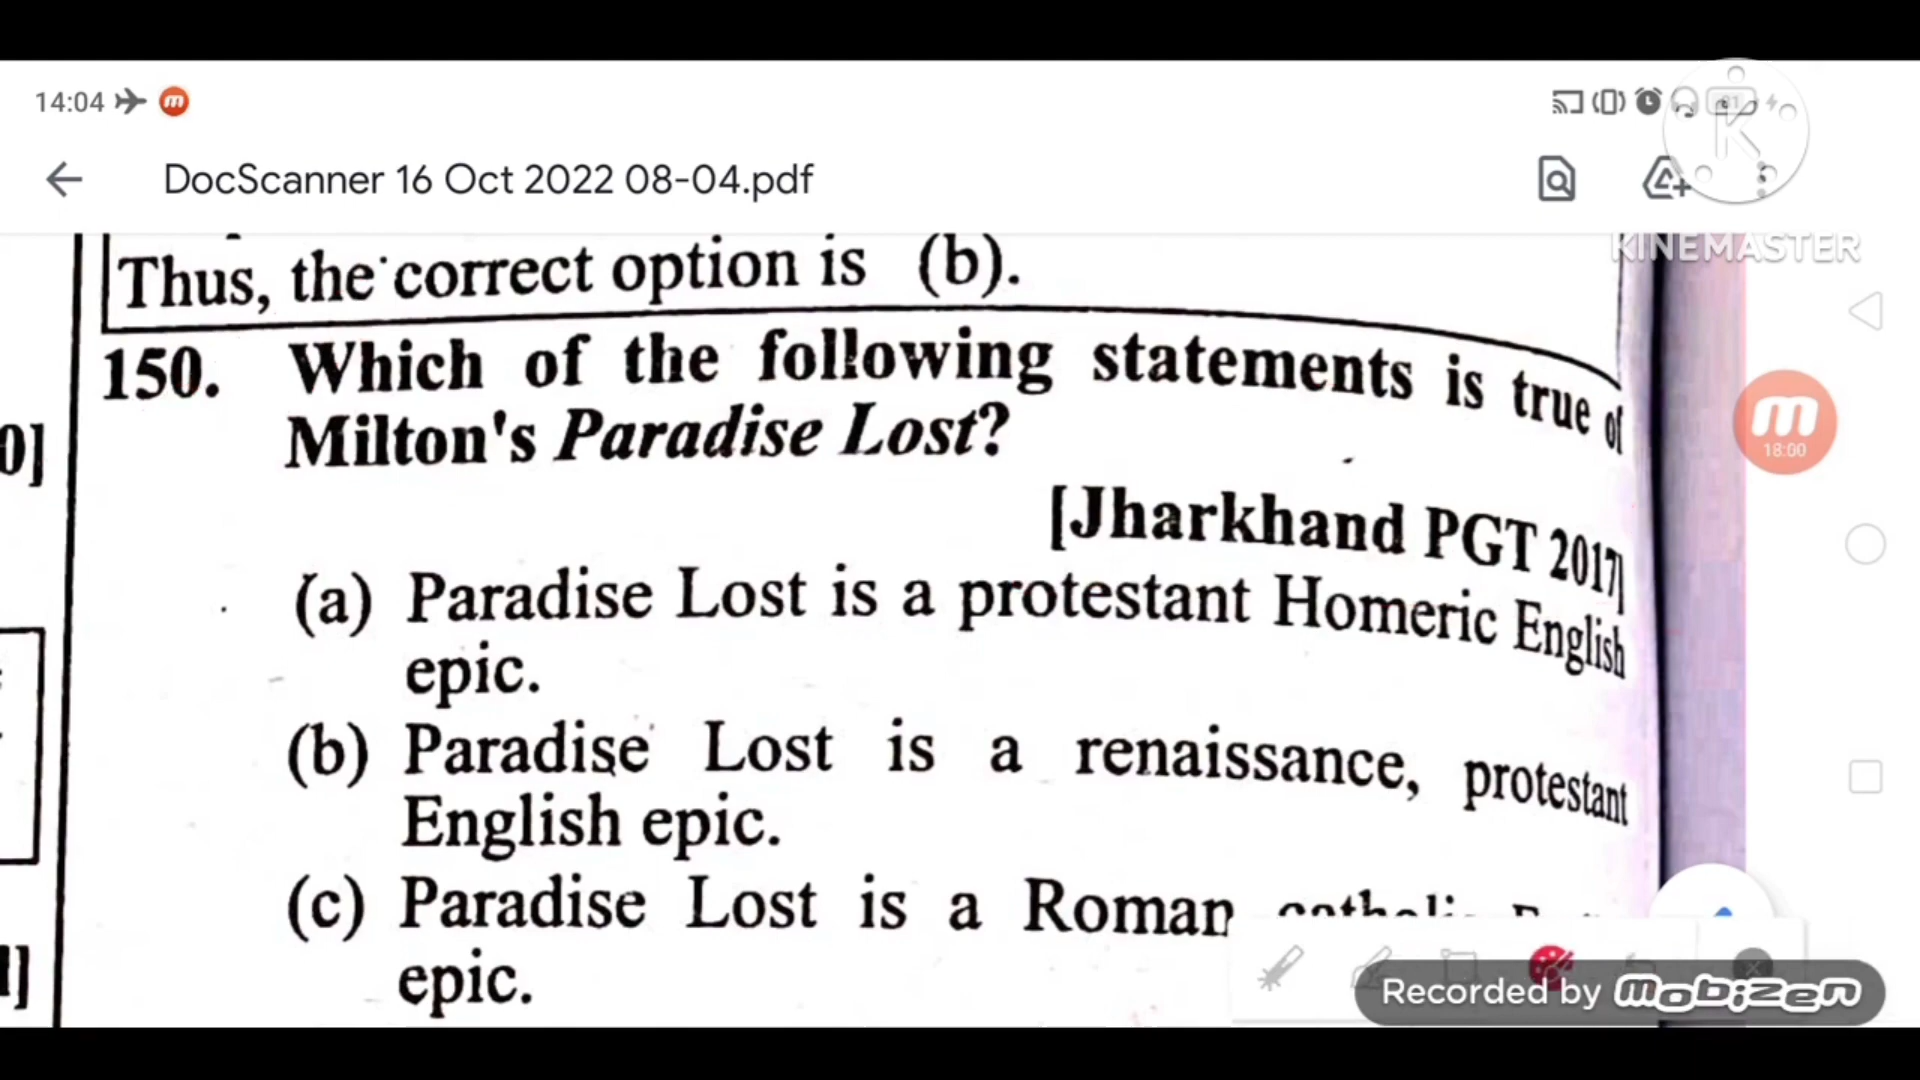 14:04
DocScanner 16 Oct 2022 08-04.pdf
KINEMASTER
Thus, the correct option is (b).
150. Which of the following statements is true of
Milton's Paradise Lost?
[Jharkhand PGT 2017]
(a) Paradise Lost is a protestant Homeric English
epic.
(b) Paradise Lost is a renaissance, protestant
English epic.
(c) Paradise Lost is a Roman catholic
epic.
0]
18:00
Recorded by mobizen